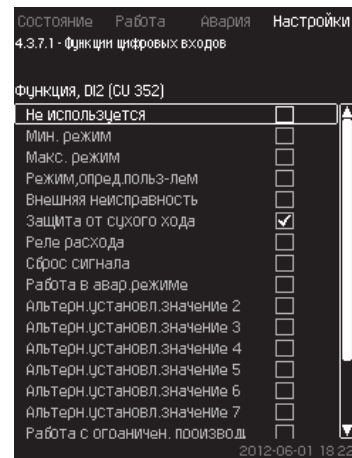 Состояние Работа Авария Настройки
4.3.7.1 - Функции цифровых входов
Функция, DI2 (CU 352)
Не используется
Мин. режим
Макс. режим
Режим,опред.польз-лем
Внешняя неисправность
Защита от сухого хода
Реле расхода
Сброс сигнала
Работа в авар.режиме
Альтерн.установл.значение 2
Альтерн.установл.значение 3
Альтерн.установл.значение 4
Альтерн.установл.значение 5
Альтерн.установл.значение 6
Альтерн.установл.значение 7
Работа с ограничен. производ
2012-06-01 18:22